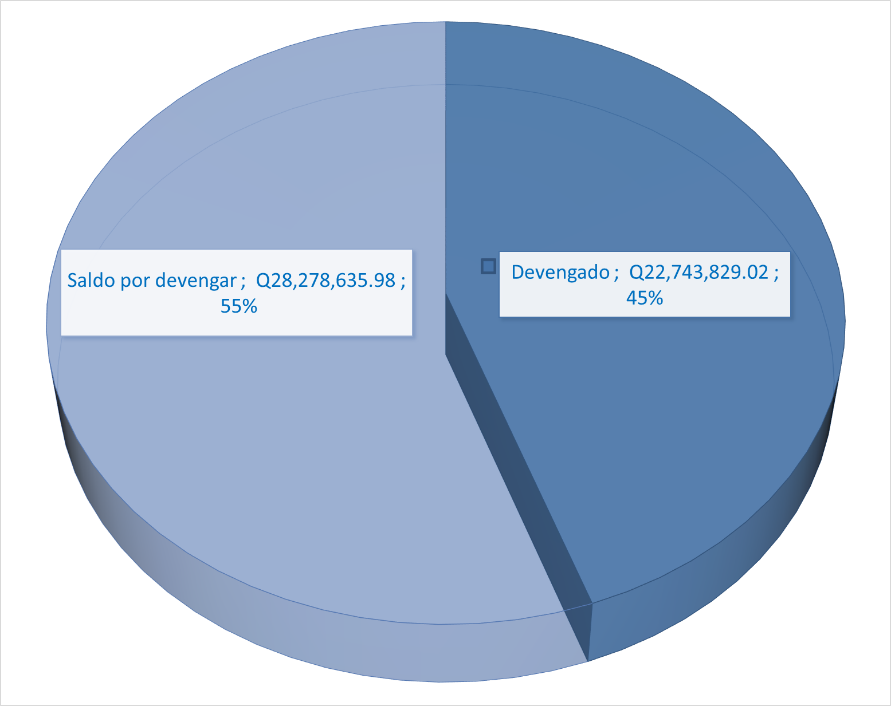 Saldo por devengar ; Q28,278,635.98 ;
55%
Devengado ; Q22,743,829.02 ;
45%